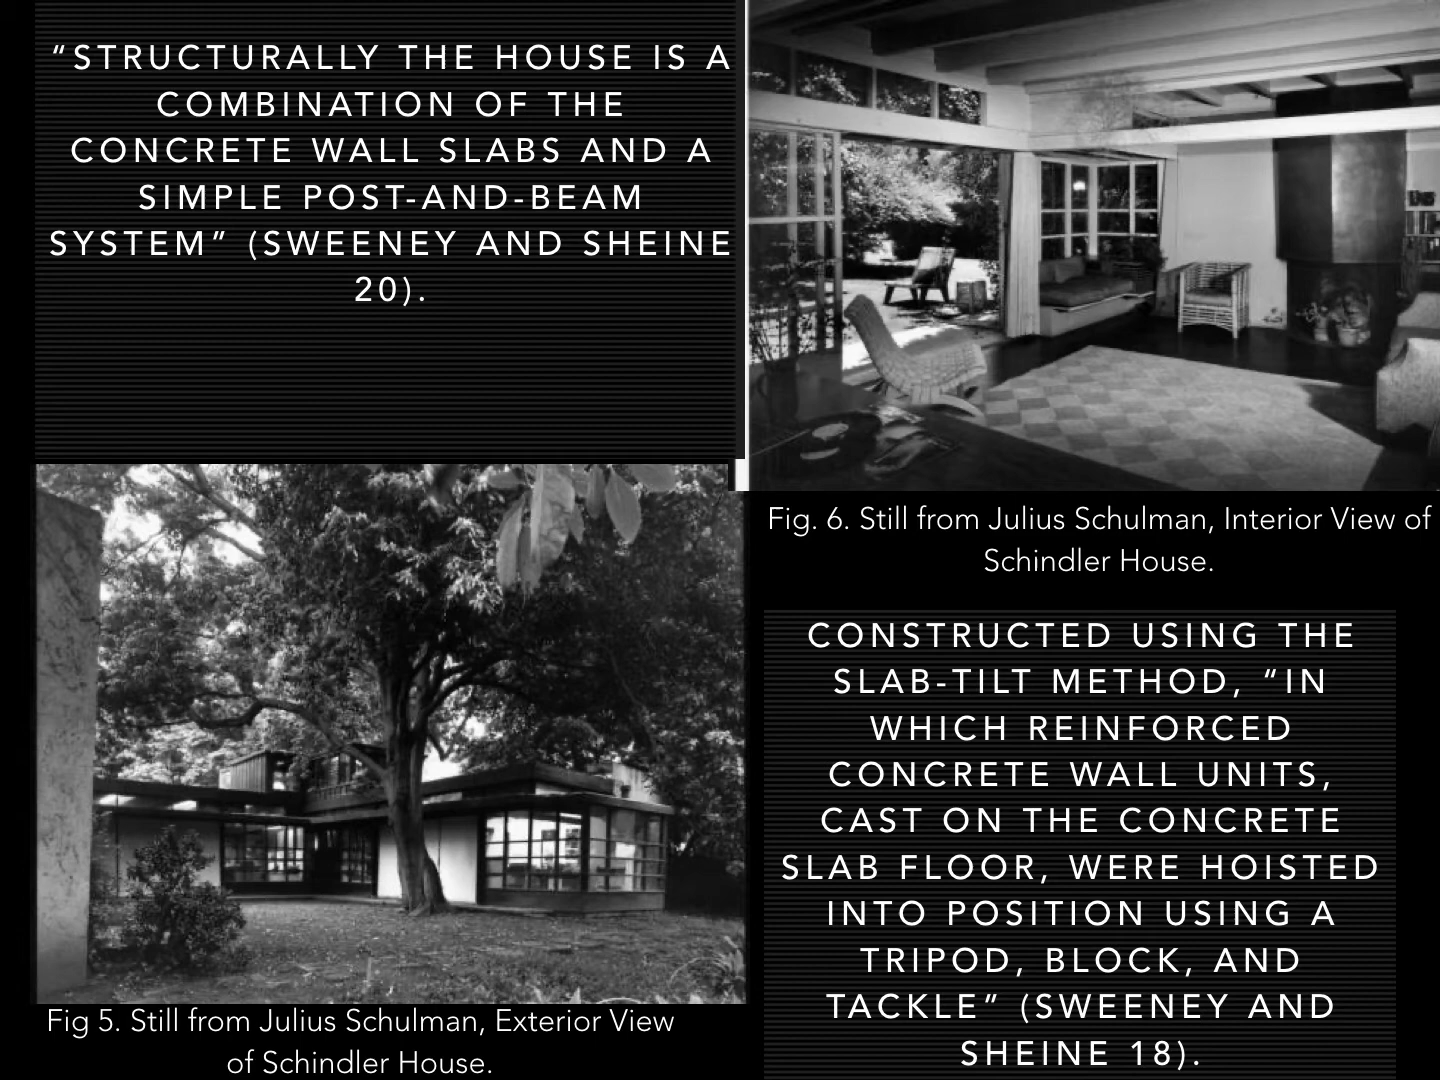 “STRUCTURALLY THE HOUSE IS A
COMBINATION OF THE
CONCRETE WALL SLABS AND A
SIMPLE POST-AND-BEAM
SYSTEM” (SWEENEY AND SHEINE
20).
Fig. 6. Still from Julius Schulman, Interior View of
Schindler House.
Fig 5. Still from Julius Schulman, Exterior View
of Schindler House.
CONSTRUCTED USING THE
SLAB-TILT METHOD, “IN
WHICH REINFORCED
CONCRETE WALL UNITS,
CAST ON THE CONCRETE
SLAB FLOOR, WERE HOISTED
INTO POSITION USING A
TRIPOD, BLOCK, AND
TACKLE” (SWEENEY AND
SHEINE 18).